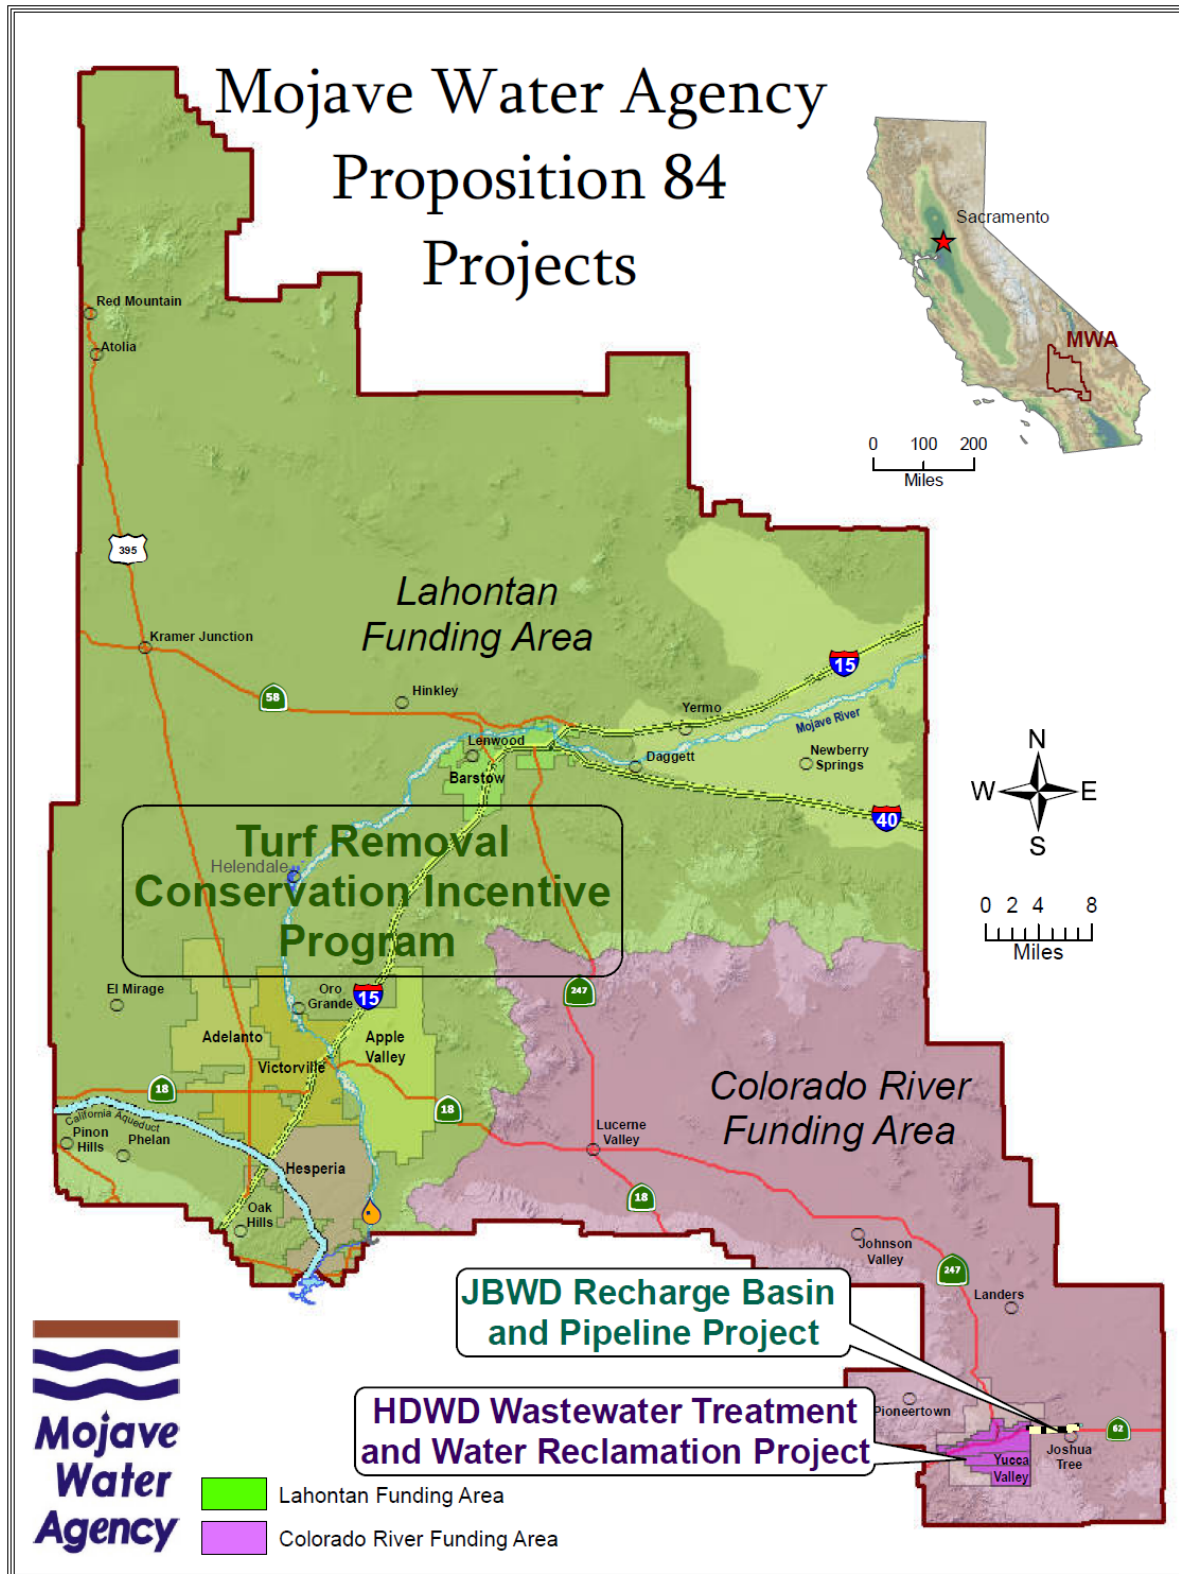 Mojave Water Agency
Proposition 84
Projects
Sacramento
MWA
0 100 200
Miles
Red Mountain
Atolia
395
Lahontan
Funding Area
Kramer Junction
58
Hinkley
15
Yermo
Mojave River
Lenwood
Daggett
Newberry
Springs
Barstow
40
N
W E
S
0 2 4 8
Miles
Turf Removal
Helendale
Conservation Incentive
Program
El Mirage
Oro
Grande
15
247
Adelanto
Apple
Valley
Victorville
18
18
Colorado River
Funding Area
California Aqueduct
Pinon
Hills
Phelan
Lucerne
Valley
Hesperia
18
Oak
Hills
Johnson
Valley
247
Landers
JBWD Recharge Basin
and Pipeline Project
Pioneertown
HDWD Wastewater Treatment
and Water Reclamation Project
62
Joshua
Tree
Yucca
Valley
Mojave
Water
Agency
Lahontan Funding Area
Colorado River Funding Area